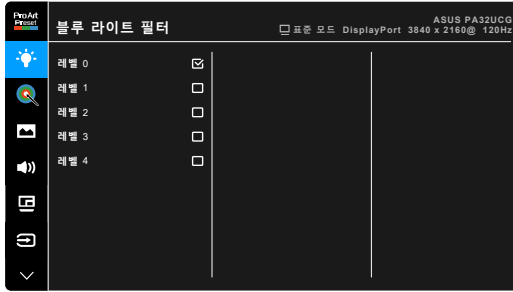 ProArt
Preset
블루 라이트 필터
ASUS PA32UCG
표준 모드 DisplayPort 3840 x 2160@ 120Hz
레벨 0
레벨 1
레벨 2
레벨 3
레벨 4